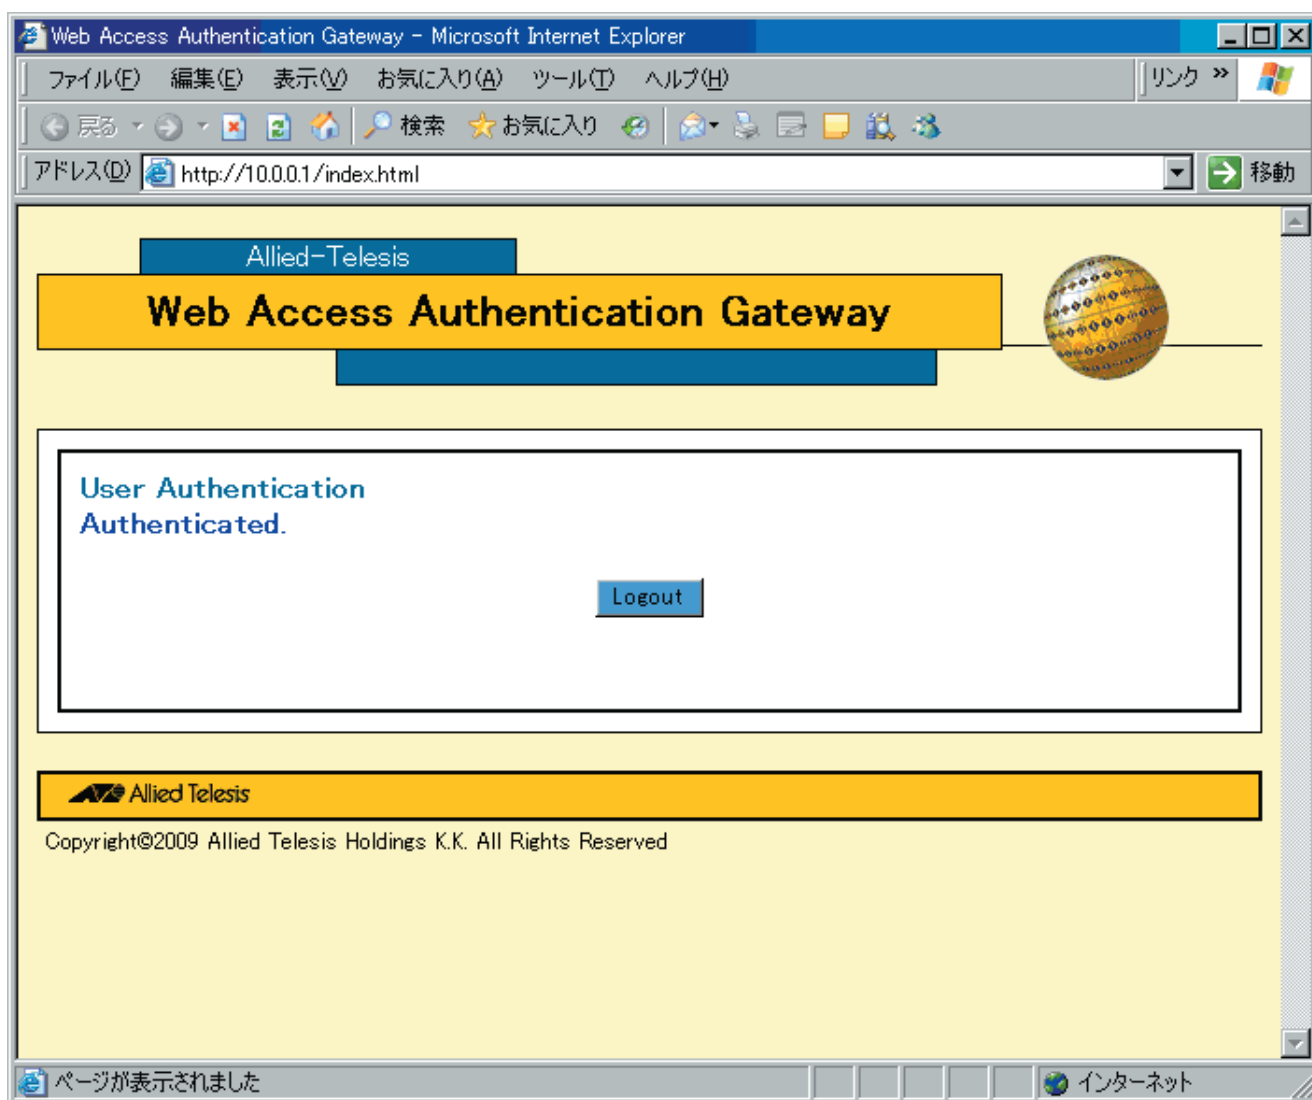 Web Access Authentication Gateway - Microsoft Internet Explorer
ファイル(F) 編集(E) 表示(V) お気に入り(A) ツール(T) ヘルプ(H) リンク »
戻る 検索 お気に入り
アドレス(D) http://10.0.0.1/index.html 移動
Allied-Telesis
Web Access Authentication Gateway
User Authentication
Authenticated.
Logout
Allied Telesis
Copyright©2009 Allied Telesis Holdings K.K. All Rights Reserved
ページが表示されました インターネット